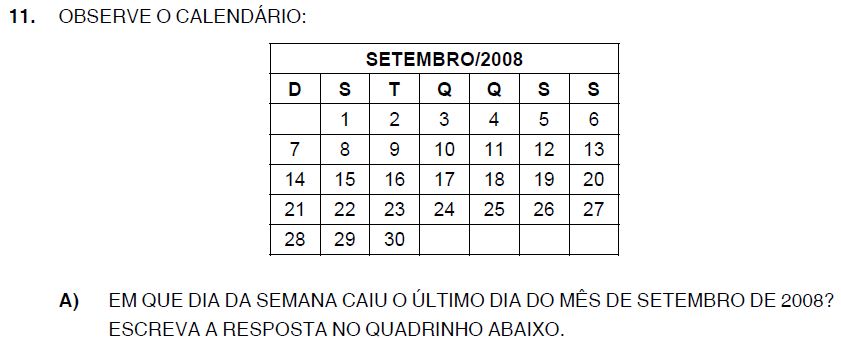 11. OBSERVE O CALENDÁRIO:
SETEMBRO/2008
D S T Q Q S S
1 2 3 4 5 6
7 8 9 10 11 12 13
14 15 16 17 18 19 20
21 22 23 24 25 26 27
28 29 30
A) EM QUE DIA DA SEMANA CAIU O ÚLTIMO DIA DO MÊS DE SETEMBRO DE 2008?
ESCREVA A RESPOSTA NO QUADRINHO ABAIXO.